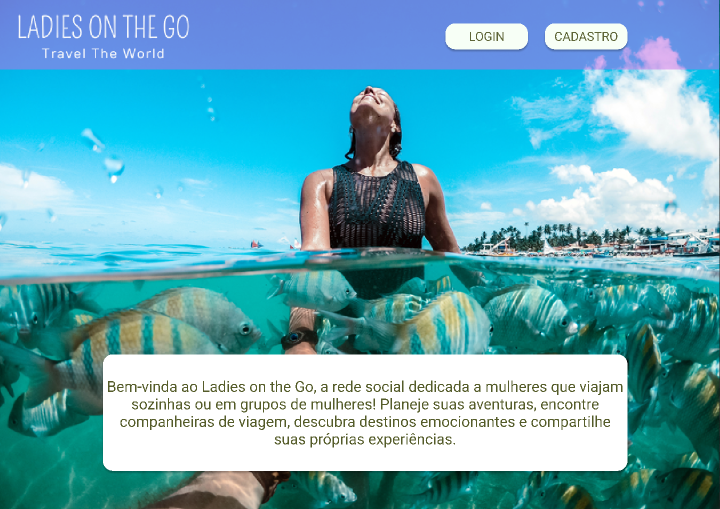 LADIES ON THE GO
Travel The World
LOGIN
CADASTRO
Bem-vinda ao Ladies on the Go, a rede social dedicada a mulheres que viajam
sozinhas ou em grupos de mulheres! Planeje suas aventuras, encontre
companheiras de viagem, descubra destinos emocionantes e compartilhe
suas próprias experiências.